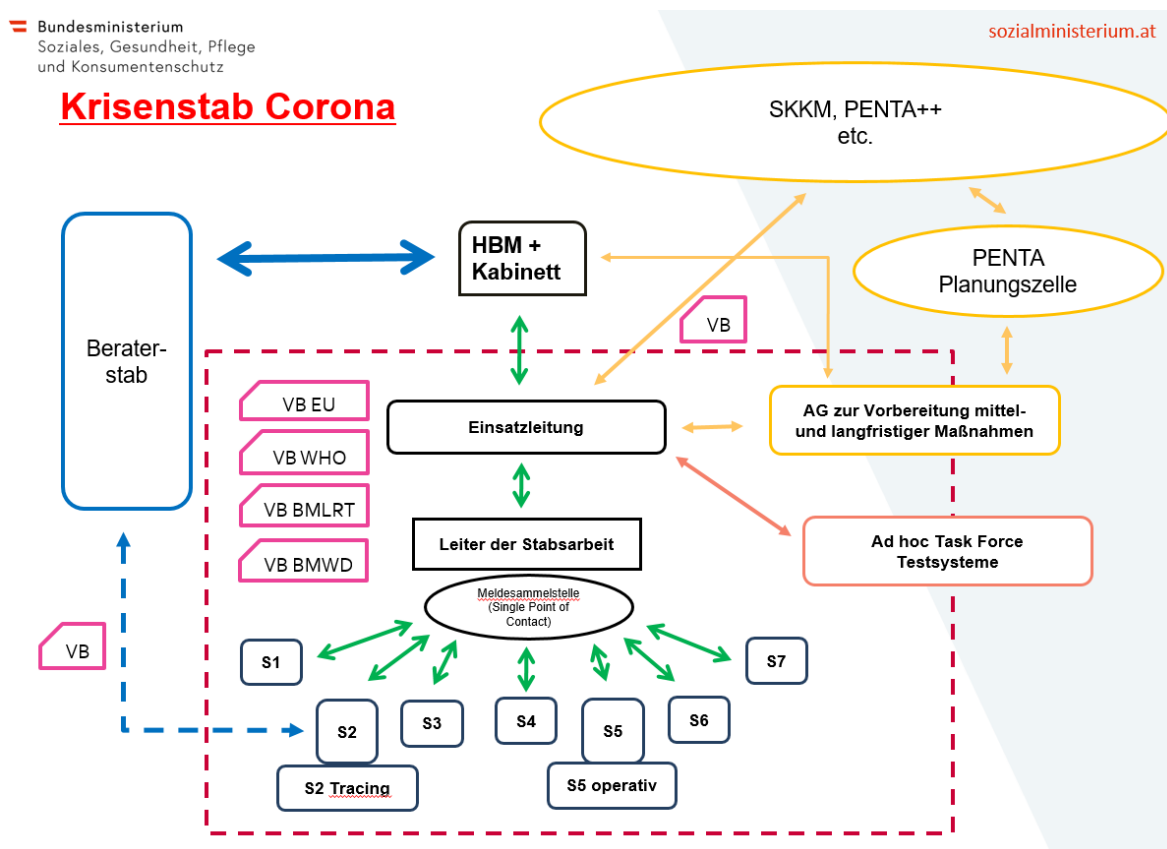 Bundesministerium
Soziales, Gesundheit, Pflege
und Konsumentenschutz
sozialministerium.at
Krisenstab Corona
SKKM, PENTA++
etc.
HBM +
Kabinett
PENTA
Planungszelle
VB
Berater-
stab
VB EU
Einsatzleitung
AG zur Vorbereitung mittel-
und langfristiger Maßnahmen
VB WHO
VB BMLRT
Leiter der Stabsarbeit
Ad hoc Task Force
Testsysteme
VB BMWD
Meldesammelstelle
(Single Point of
Contact)
VB
S1
S7
S2
S3
S4
S5
S6
S2 Tracing
S5 operativ